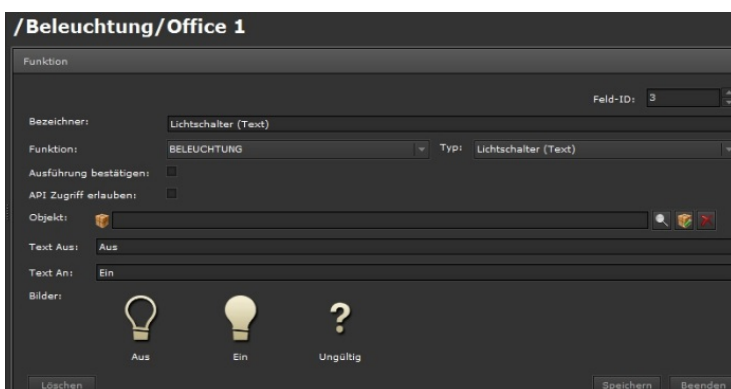 /Beleuchtung/Office 1
Funktion
Feld-ID: 3
Bezeichner: Lichtschalter (Text)
Funktion: BELEUCHTUNG Typ: Lichtschalter (Text)
Ausführung bestätigen:
API Zugriff erlauben:
Objekt:
Text Aus: Aus
Text An: Ein
Bilder:
Aus Ein Ungültig
Löschen Speichern Beenden